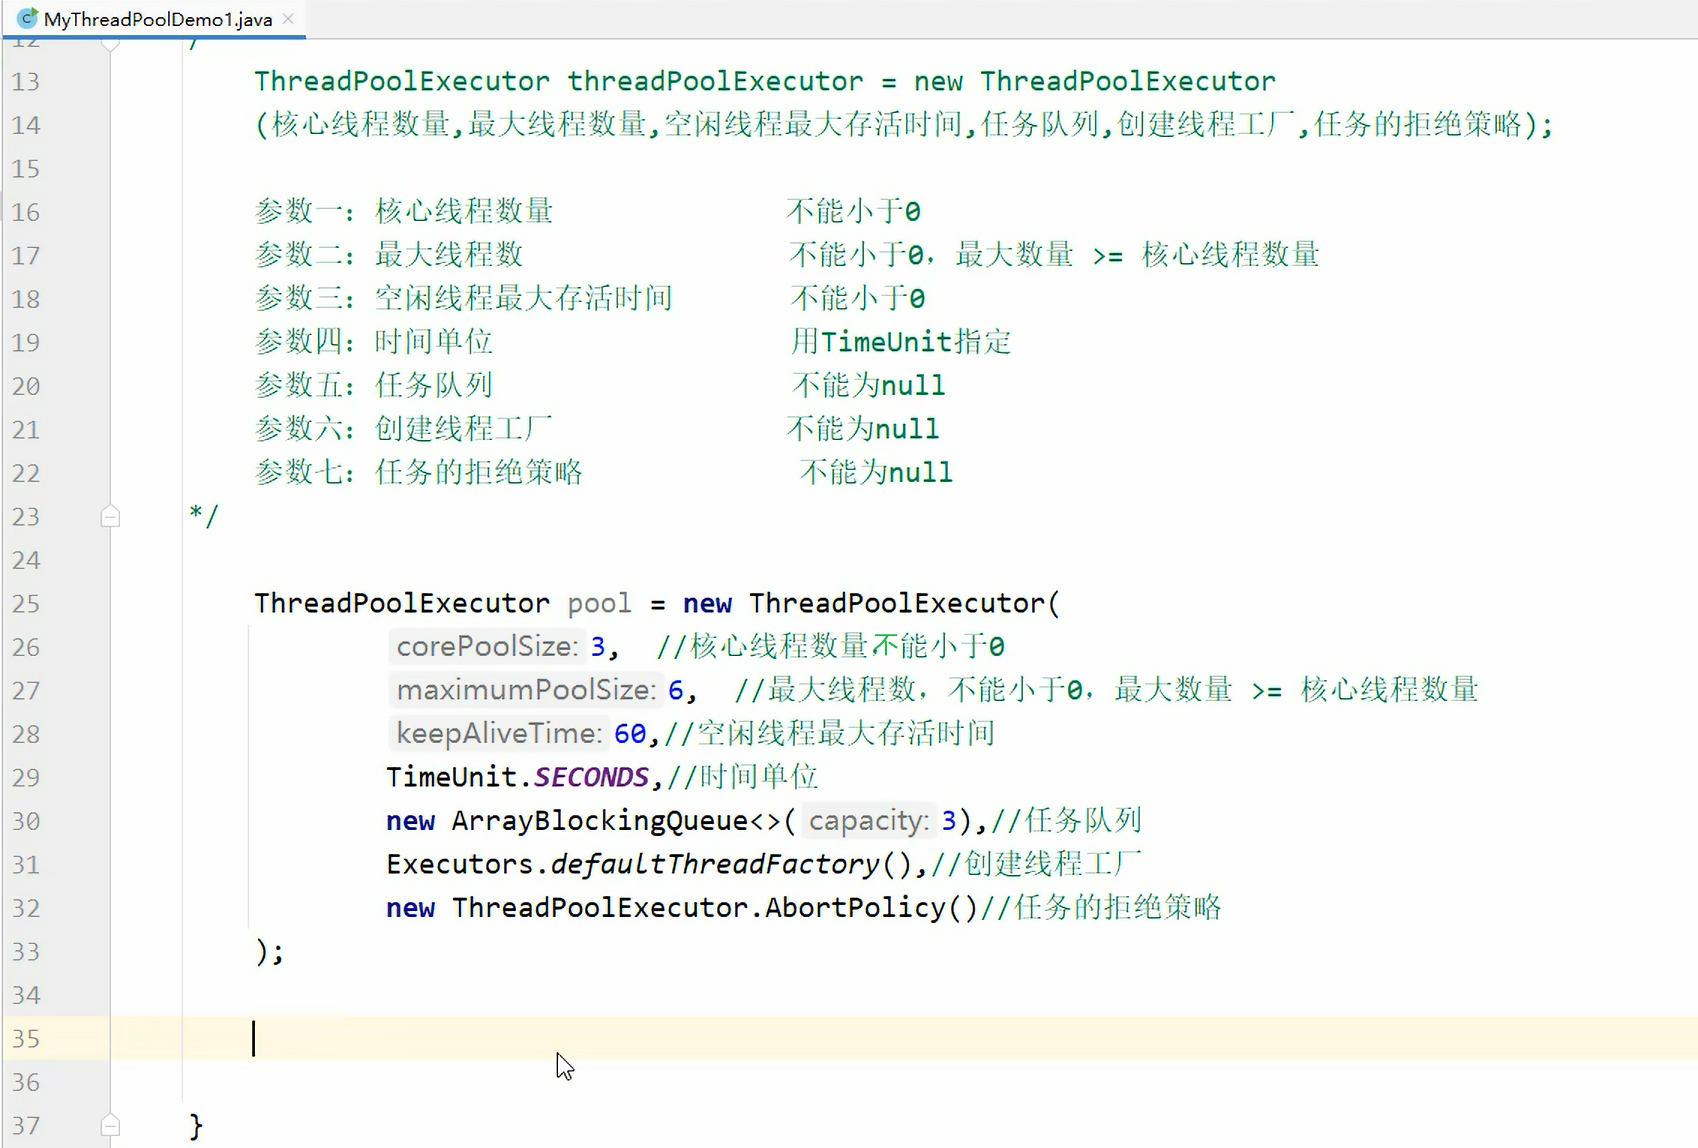 MyThreadPoolDemo1.java
12 /
13 ThreadPoolExecutor threadPoolExecutor = new ThreadPoolExecutor
14 (核心线程数量,最大线程数量,空闲线程最大存活时间,任务队列,创建线程工厂,任务的拒绝策略);
15
16 参数一：核心线程数量 不能小于0
17 参数二：最大线程数 不能小于0，最大数量 >= 核心线程数量
18 参数三：空闲线程最大存活时间 不能小于0
19 参数四：时间单位 用TimeUnit指定
20 参数五：任务队列 不能为null
21 参数六：创建线程工厂 不能为null
22 参数七：任务的拒绝策略 不能为null
23 */
24
25 ThreadPoolExecutor pool = new ThreadPoolExecutor(
26 corePoolSize: 3, //核心线程数量不能小于0
27 maximumPoolSize: 6, //最大线程数，不能小于0，最大数量 >= 核心线程数量
28 keepAliveTime: 60,//空闲线程最大存活时间
29 TimeUnit.SECONDS,//时间单位
30 new ArrayBlockingQueue<>( capacity: 3),//任务队列
31 Executors.defaultThreadFactory(),//创建线程工厂
32 new ThreadPoolExecutor.AbortPolicy()//任务的拒绝策略
33 );
34
35
36
37 }